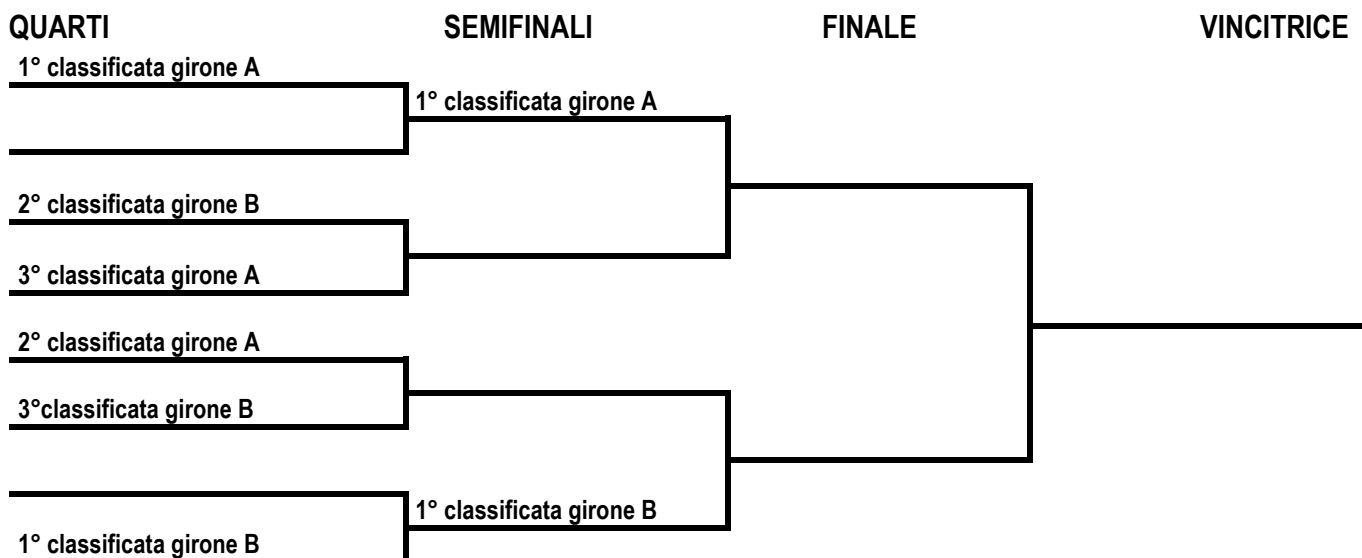 QUARTI SEMIFINALI FINALE VINCITRICE
1° classificata girone A
1° classificata girone A
2° classificata girone B
3° classificata girone A
2° classificata girone A
3°classificata girone B
1° classificata girone B
1° classificata girone B